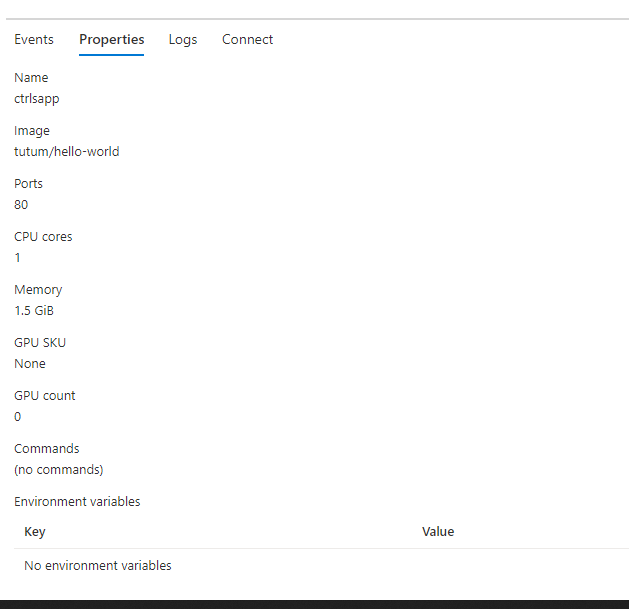 Events Properties Logs Connect
Name
ctrlsapp
Image
tutum/hello-world
Ports
80
CPU cores
1
Memory
1.5 GiB
GPU SKU
None
GPU count
0
Commands
(no commands)
Environment variables
Key Value
No environment variables